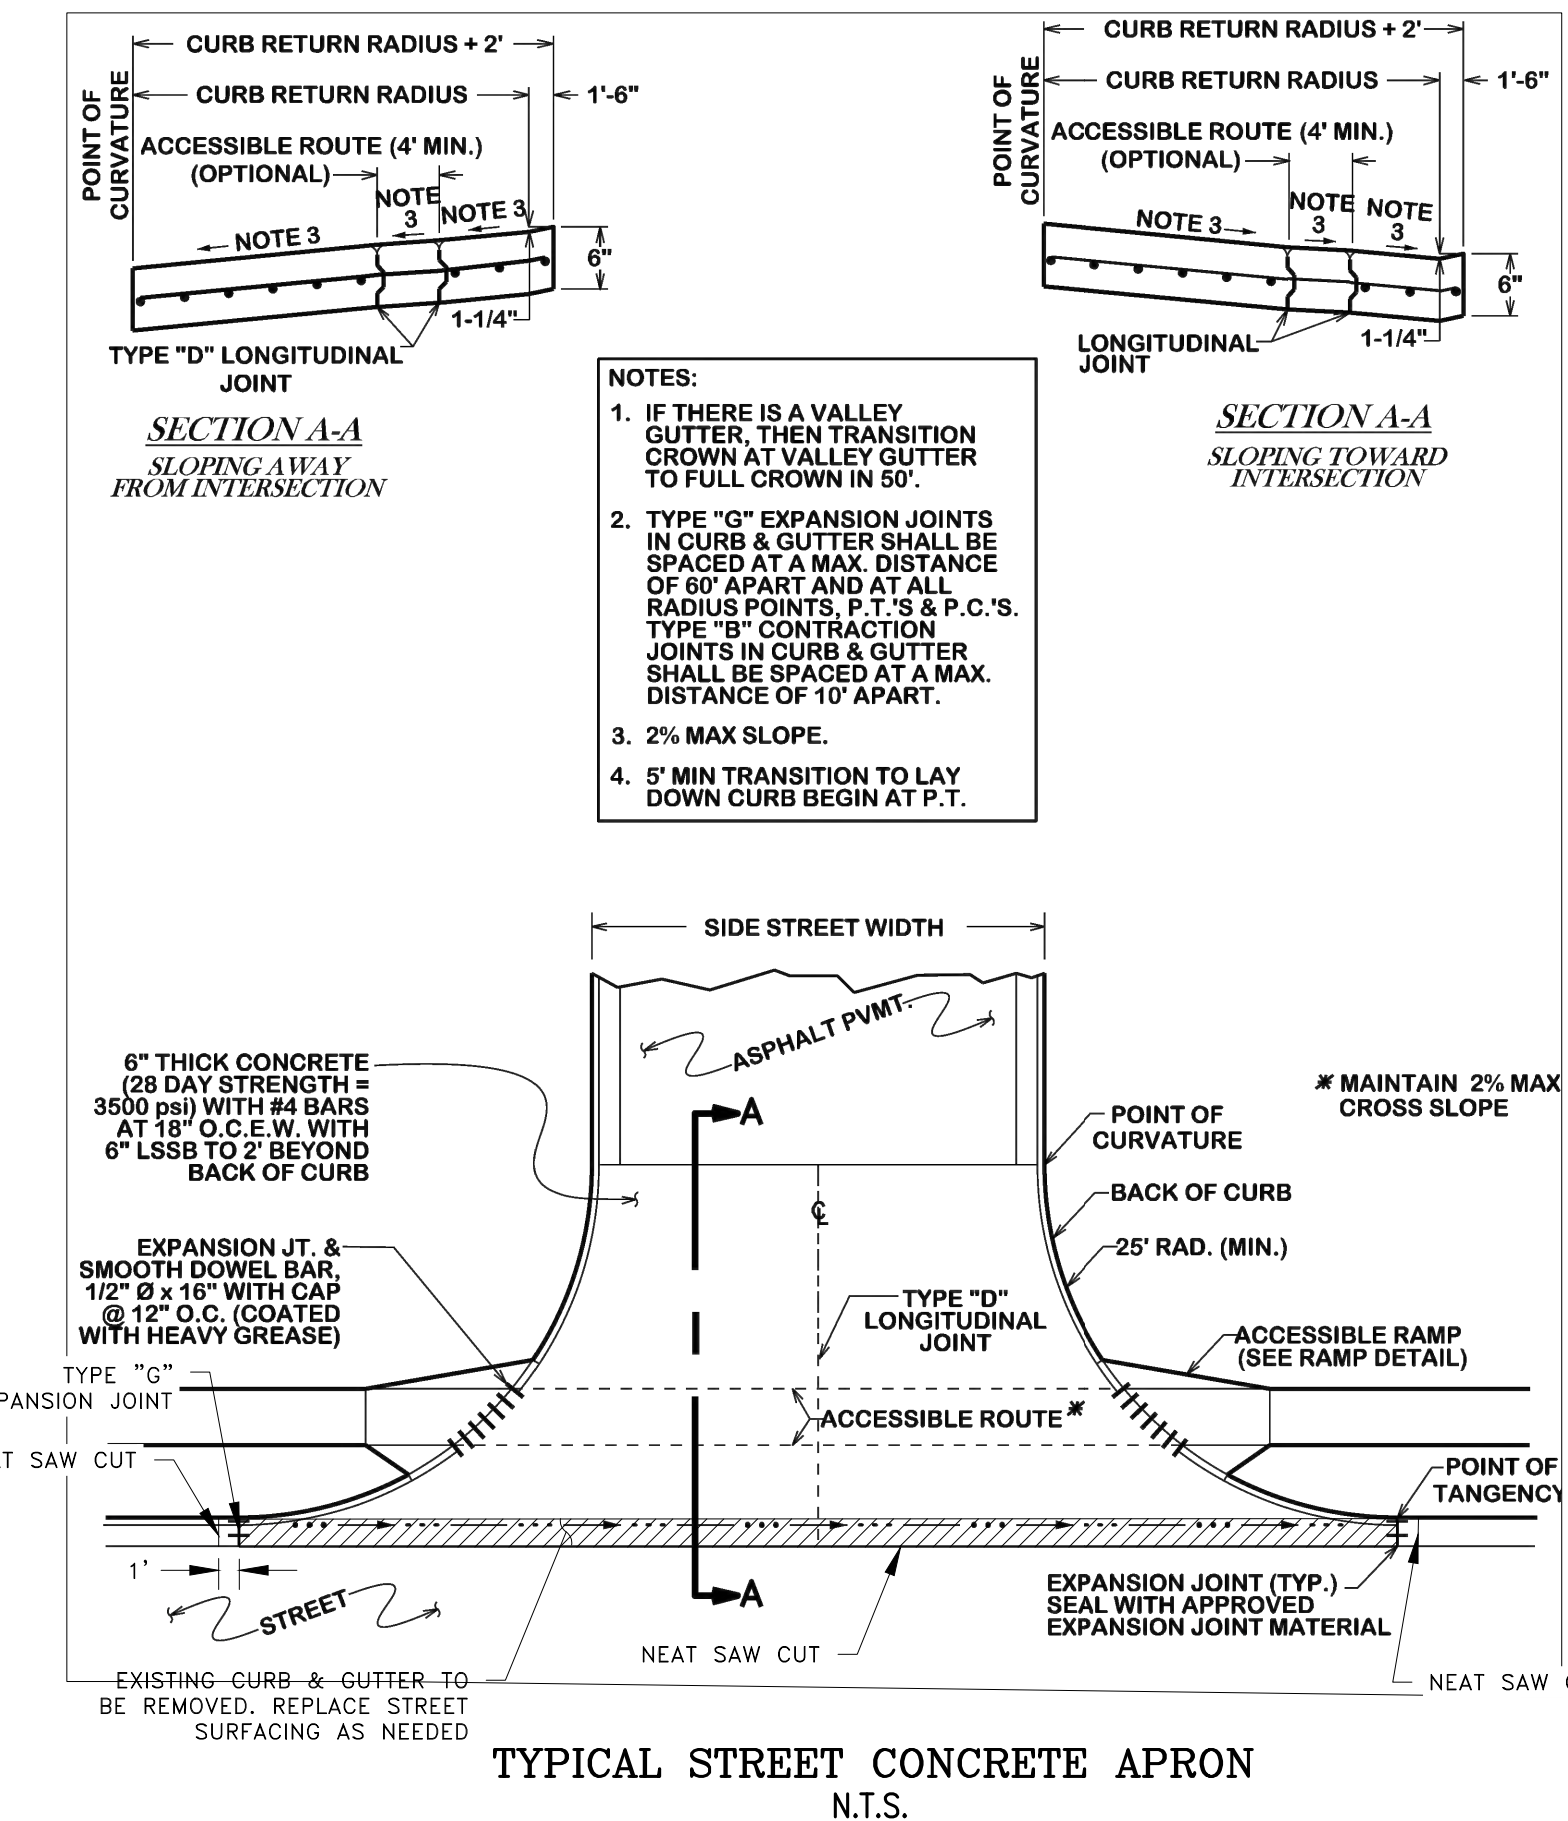 CURB RETURN RADIUS + 2'
CURB RETURN RADIUS
1'-6"
POINT OF
CURVATURE
ACCESSIBLE ROUTE (4' MIN.)
(OPTIONAL)
NOTE
3
NOTE 3
NOTE 3
6"
1-1/4"
TYPE "D" LONGITUDINAL
JOINT
SECTION A-A
SLOPING AWAY
FROM INTERSECTION
CURB RETURN RADIUS + 2'
CURB RETURN RADIUS
1'-6"
POINT OF
CURVATURE
ACCESSIBLE ROUTE (4' MIN.)
(OPTIONAL)
NOTE 3
NOTE
3
NOTE
3
6"
1-1/4"
LONGITUDINAL
JOINT
SECTION A-A
SLOPING TOWARD
INTERSECTION
NOTES:
1. IF THERE IS A VALLEY
GUTTER, THEN TRANSITION
CROWN AT VALLEY GUTTER
TO FULL CROWN IN 50'.
2. TYPE "G" EXPANSION JOINTS
IN CURB & GUTTER SHALL BE
SPACED AT A MAX. DISTANCE
OF 60' APART AND AT ALL
RADIUS POINTS, P.T.'S & P.C.'S.
TYPE "B" CONTRACTION
JOINTS IN CURB & GUTTER
SHALL BE SPACED AT A MAX.
DISTANCE OF 10' APART.
3. 2% MAX SLOPE.
4. 5' MIN TRANSITION TO LAY
DOWN CURB BEGIN AT P.T.
SIDE STREET WIDTH
ASPHALT PVMT.
6" THICK CONCRETE
(28 DAY STRENGTH =
3500 psi) WITH #4 BARS
AT 18" O.C.E.W. WITH
6" LSSB TO 2' BEYOND
BACK OF CURB
A
* MAINTAIN 2% MAX
CROSS SLOPE
POINT OF
CURVATURE
BACK OF CURB
25' RAD. (MIN.)
℄
EXPANSION JT. &
SMOOTH DOWEL BAR,
1/2" Ø x 16" WITH CAP
@ 12" O.C. (COATED
WITH HEAVY GREASE)
TYPE "D"
LONGITUDINAL
JOINT
ACCESSIBLE RAMP
(SEE RAMP DETAIL)
TYPE "G"
PANSION JOINT
ACCESSIBLE ROUTE *
T SAW CUT
POINT OF
TANGENCY
1'
STREET
A
EXPANSION JOINT (TYP.)
SEAL WITH APPROVED
EXPANSION JOINT MATERIAL
NEAT SAW CUT
NEAT SAW
EXISTING CURB & GUTTER TO
BE REMOVED. REPLACE STREET
SURFACING AS NEEDED
TYPICAL STREET CONCRETE APRON
N.T.S.